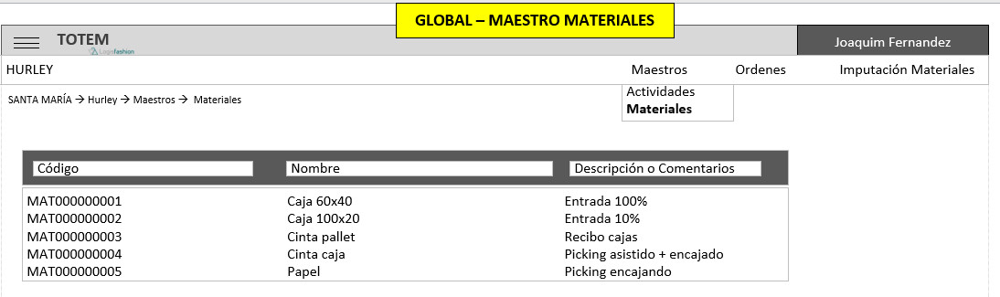 GLOBAL – MAESTRO MATERIALES
TOTEM
Logisfashion
Joaquim Fernandez
HURLEY
Maestros
Ordenes
Imputación Materiales
Actividades
Materiales
SANTA MARÍA → Hurley → Maestros → Materiales
Código Nombre Descripción o Comentarios
MAT000000001 Caja 60x40 Entrada 100%
MAT000000002 Caja 100x20 Entrada 10%
MAT000000003 Cinta pallet Recibo cajas
MAT000000004 Cinta caja Picking asistido + encajado
MAT000000005 Papel Picking encajando